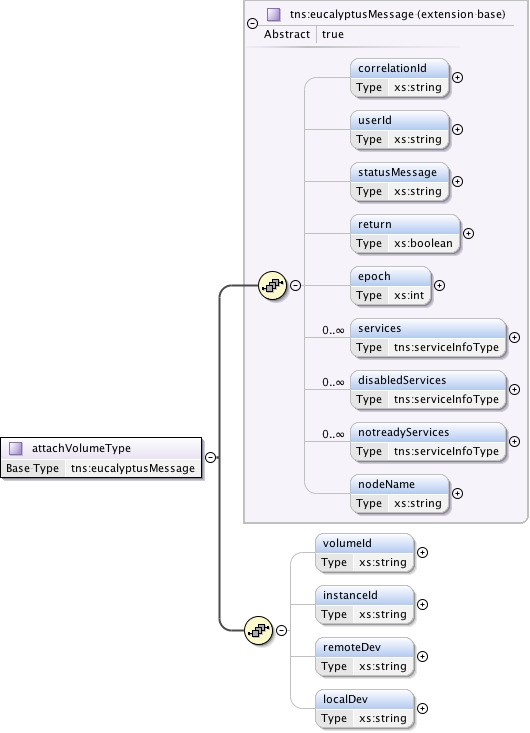 tns:eucalyptusMessage (extension base)
Abstract true
correlationId
Type xs:string
userId
Type xs:string
statusMessage
Type xs:string
return
Type xs:boolean
epoch
Type xs:int
0..∞ services
Type tns:serviceInfoType
0..∞ disabledServices
Type tns:serviceInfoType
0..∞ notreadyServices
Type tns:serviceInfoType
attachVolumeType
Base Type tns:eucalyptusMessage
nodeName
Type xs:string
volumeId
Type xs:string
instanceId
Type xs:string
remoteDev
Type xs:string
localDev
Type xs:string